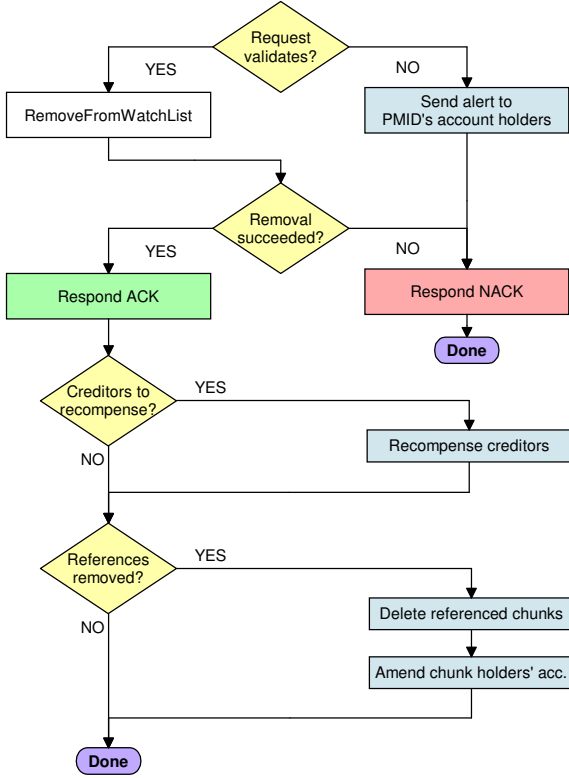 Request
validates?
YES
NO
RemoveFromWatchList
Send alert to
PMID's account holders
Removal
succeeded?
YES
NO
Respond ACK
Respond NACK
Done
Creditors to
recompense?
YES
NO
Recompense creditors
References
removed?
YES
NO
Delete referenced chunks
Amend chunk holders' acc.
Done